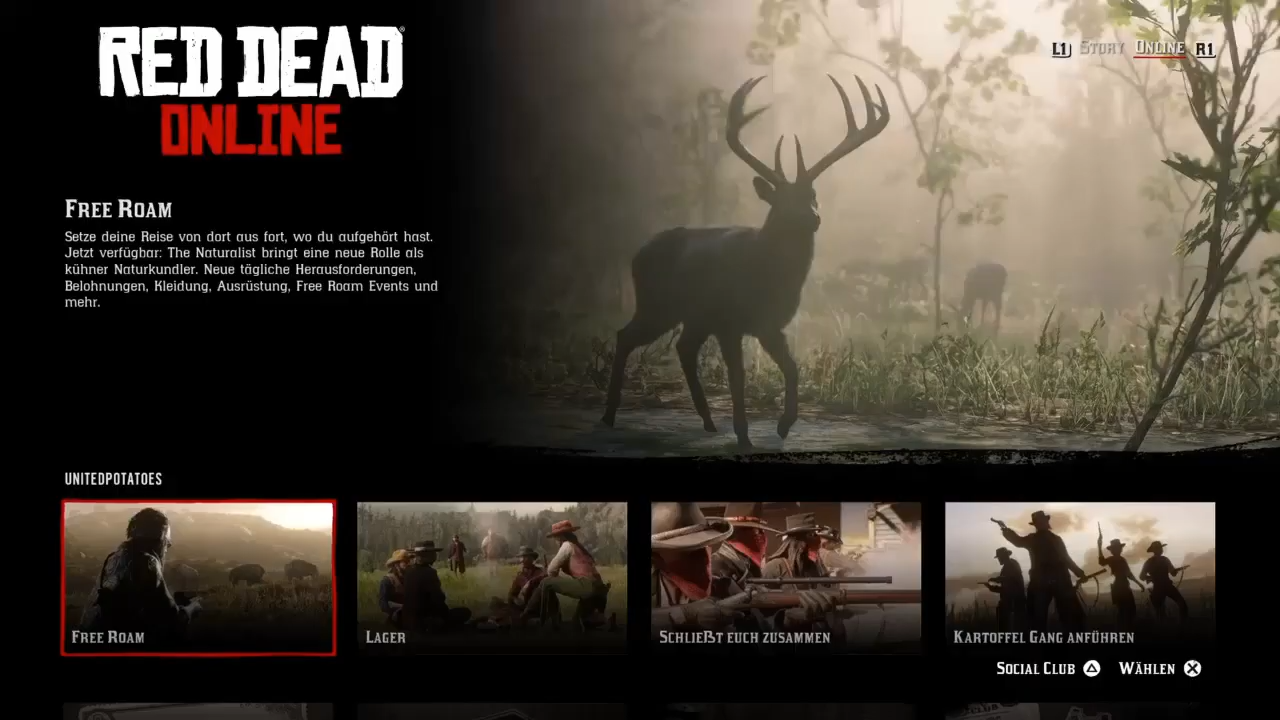 RED DEAD®
ONLINE
L1 STORY ONLINE R1
FREE ROAM
Setze deine Reise von dort aus fort, wo du aufgehört hast.
Jetzt verfügbar: The Naturalist bringt eine neue Rolle als
kühner Naturkundler. Neue tägliche Herausforderungen,
Belohnungen, Kleidung, Ausrüstung, Free Roam Events und
mehr.
UNITEDPOTATOES
FREE ROAM
LAGER
SCHLIEẞT EUCH ZUSAMMEN
KARTOFFEL GANG ANFÜHREN
SOCIAL CLUB WÄHLEN